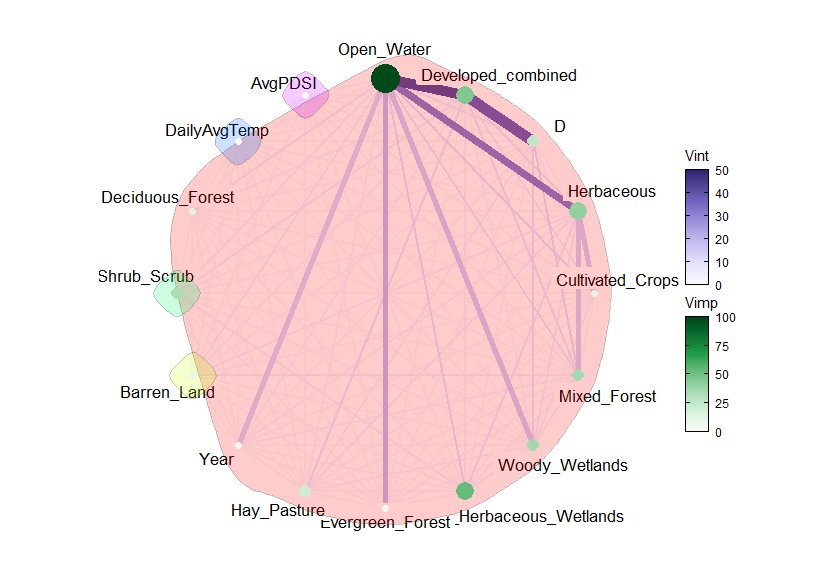 Open_Water
Developed_combined
AvgPDSI
D
DailyAvgTemp
Vint
50
40
30
20
10
0
Herbaceous
Deciduous_Forest
Shrub_Scrub
Cultivated_Crops
Vimp
100
75
50
25
0
Barren_Land
Mixed_Forest
Year
Woody_Wetlands
Hay_Pasture
Evergreen_Forest
Herbaceous_Wetlands